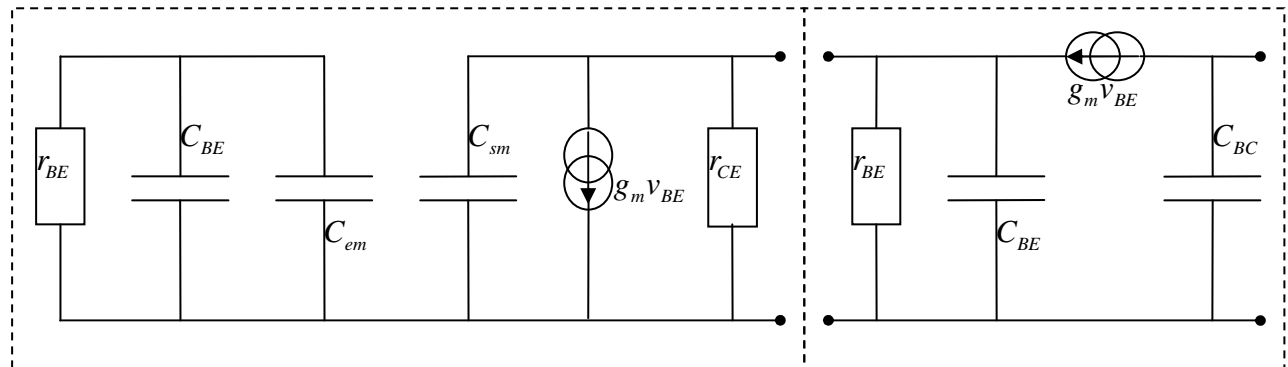 r_BE
C_BE
C_em
C_sm
g_m v_BE
r_CE
r_BE
C_BE
g_m v_BE
C_BC